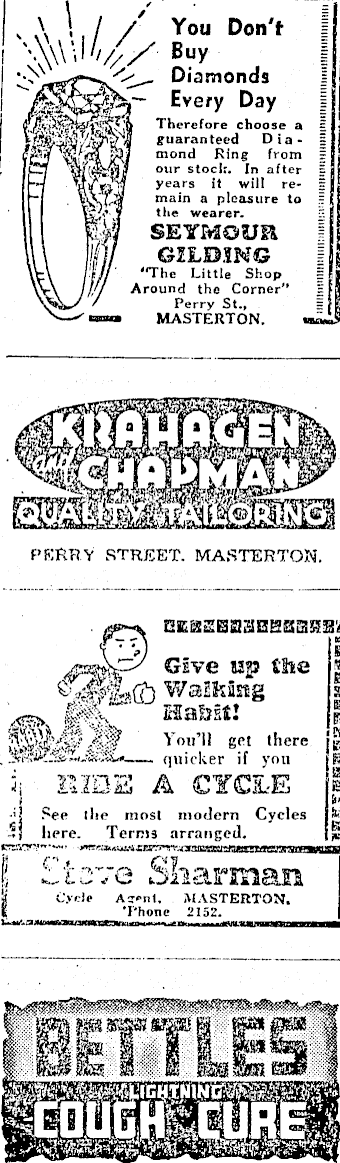 You Don't
Buy
Diamonds
Every Day
Therefore choose a
guaranteed Dia-
mond Ring from
our stock. In after
years it will re-
main a pleasure to
the wearer.
SEYMOUR
GILDING
"The Little Shop
Around the Corner"
Perry St.,
MASTERTON.
KRAHAGEN
and
CHAPMAN
QUALITY TAILORING
PERRY STREET. MASTERTON.
Give up the
Walking
Habit!
You'll get there
quicker if you
RIDE A CYCLE
See the most modern Cycles
here. Terms arranged.
Steve Sharman
Cycle Agent. MASTERTON.
'Phone 2152.
BETTLES
LIGHTNING
COUGH CURE